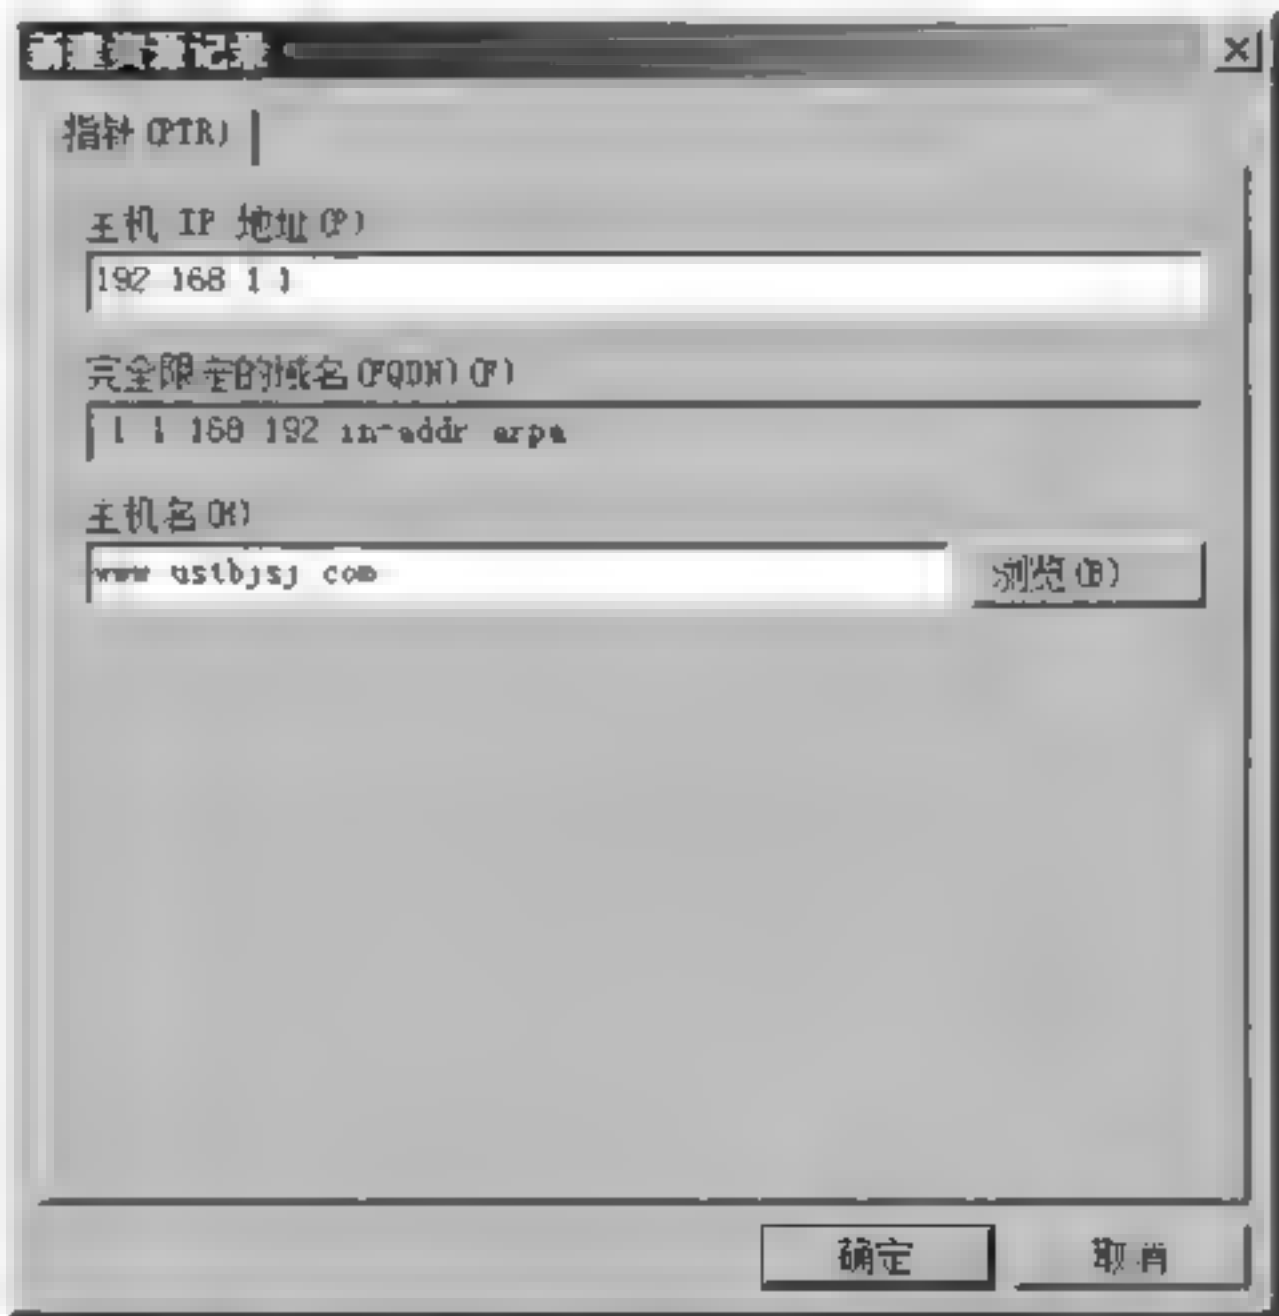 新建资源记录
指针(PTR)
主机 IP 地址(P)
192 168 1 1
完全限定的域名(FQDN)(F)
1 1 168 192 in-addr arpa
主机名(H)
www ustbjsj com
浏览(B)
确定
取消